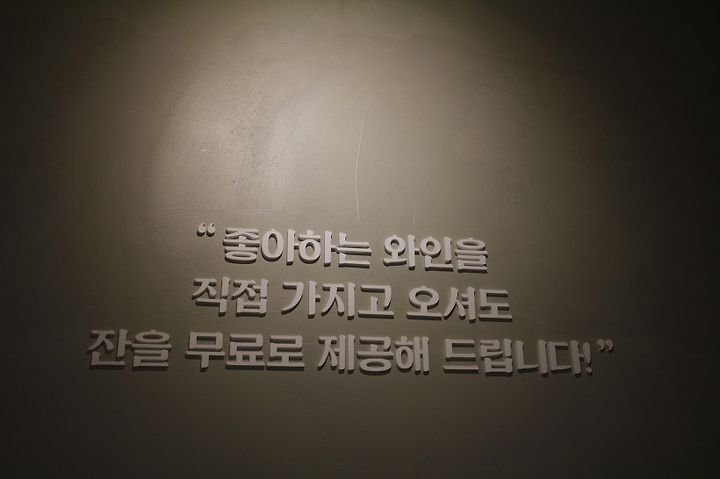 “좋아하는 와인을
직접 가지고 오셔도
잔을 무료로 제공해 드립니다!”